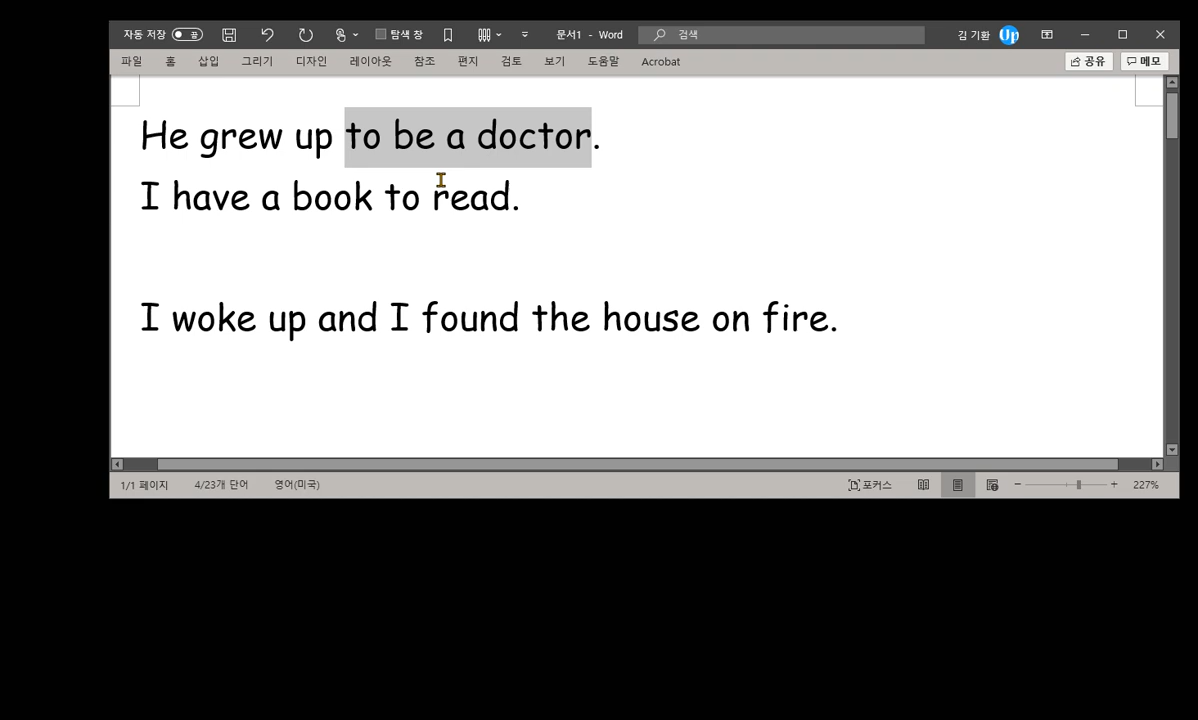 자동 저장 끔 탐색 창 문서1 - Word 검색 김 기환 Up
파일 홈 삽입 그리기 디자인 레이아웃 참조 편지 검토 보기 도움말 Acrobat 공유 메모
He grew up to be a doctor.
I have a book to read.
I woke up and I found the house on fire.
1/1 페이지 4/23개 단어 영어(미국) 포커스 227%